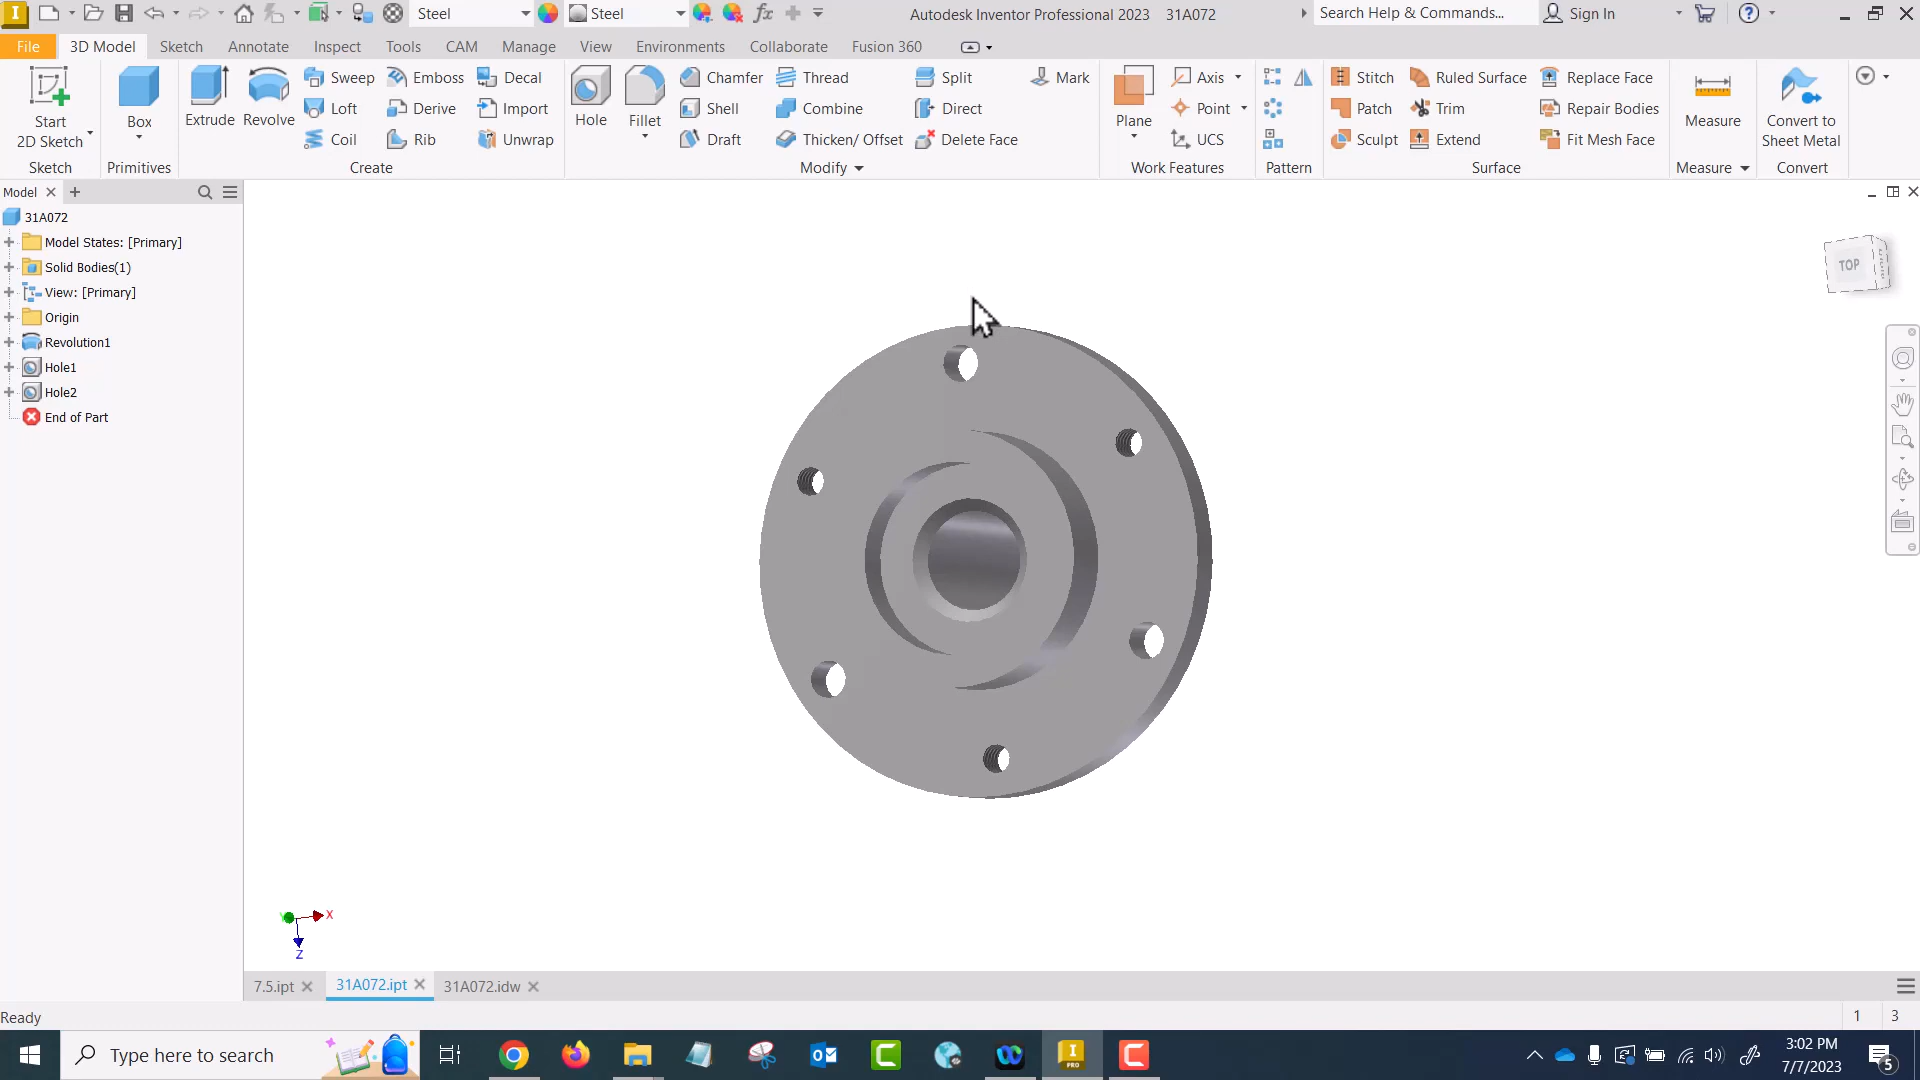 Steel
Steel
Autodesk Inventor Professional 2023 31A072
Search Help & Commands...
Sign In
File 3D Model Sketch Annotate Inspect Tools CAM Manage View Environments Collaborate Fusion 360
Start
2D Sketch
Sketch
Box
Primitives
Extrude
Revolve
Sweep
Loft
Coil
Emboss
Derive
Rib
Decal
Import
Unwrap
Create
Hole
Fillet
Chamfer
Shell
Draft
Thread
Combine
Thicken/ Offset
Split
Direct
Delete Face
Mark
Modify
Plane
Axis
Point
UCS
Work Features
Pattern
Stitch
Patch
Sculpt
Ruled Surface
Trim
Extend
Replace Face
Repair Bodies
Fit Mesh Face
Surface
Measure
Measure
Convert to
Sheet Metal
Convert
Model
31A072
Model States: [Primary]
Solid Bodies(1)
View: [Primary]
Origin
Revolution1
Hole1
Hole2
End of Part
TOP
X
Z
7.5.ipt 31A072.ipt 31A072.idw
Ready
1 3
Type here to search
PRO
3:02 PM
7/7/2023
5